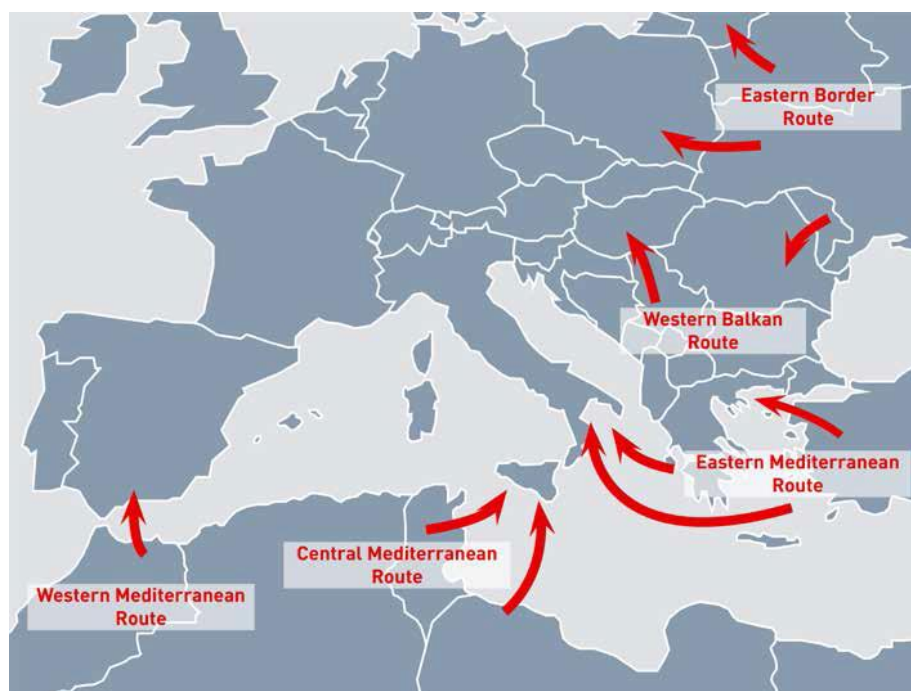 Eastern Border
Route
Western Balkan
Route
Eastern Mediterranean
Route
Central Mediterranean
Route
Western Mediterranean
Route